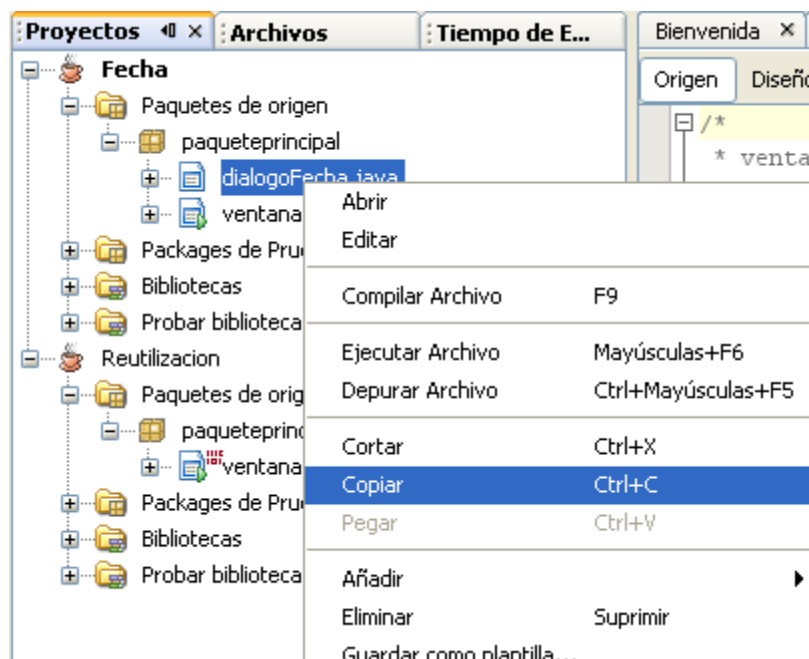 Proyectos
Archivos
Tiempo de E...
Bienvenida
Origen
Fecha
Paquetes de origen
paqueteprincipal
dialogoFecha.java
ventana
Packages de Pru
Bibliotecas
Probar biblioteca
Reutilizacion
Paquetes de orig
paqueteprinc
ventana
Packages de Pru
Bibliotecas
Probar biblioteca
Abrir
Editar
Compilar Archivo F9
Ejecutar Archivo Mayúsculas+F6
Depurar Archivo Ctrl+Mayúsculas+F5
Cortar Ctrl+X
Copiar Ctrl+C
Pegar Ctrl+V
Añadir
Eliminar Suprimir
Guardar como plantilla...
Diseño
/*
* venta